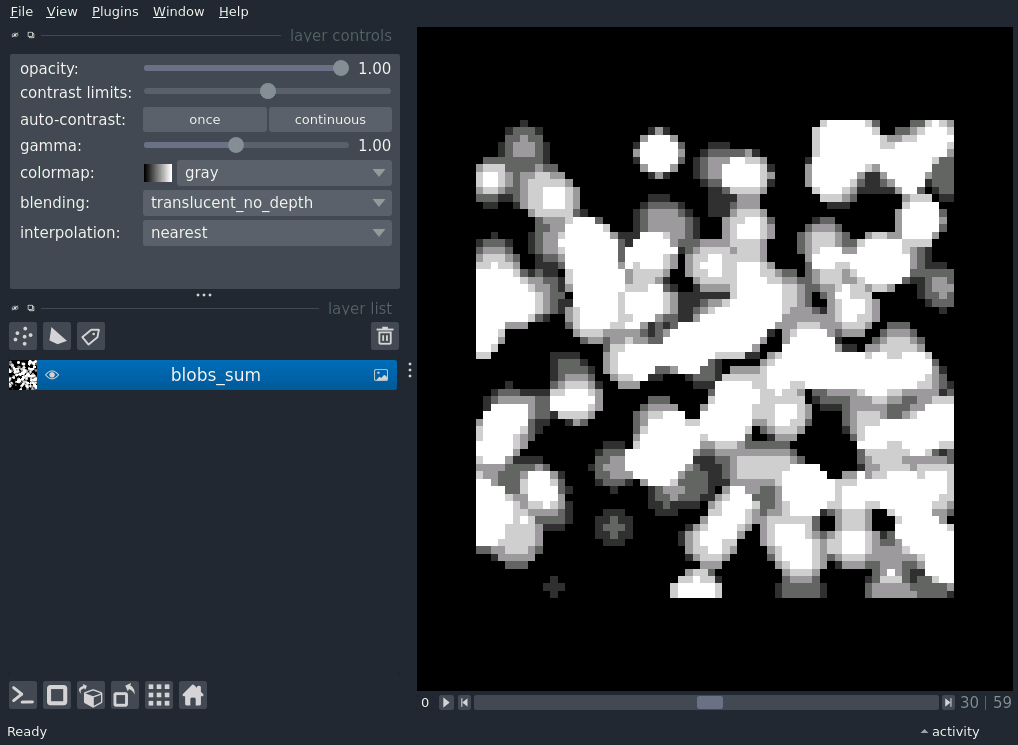 File View Plugins Window Help
layer controls
opacity: 1.00
contrast limits:
auto-contrast: once continuous
gamma: 1.00
colormap: gray
blending: translucent_no_depth
interpolation: nearest
layer list
blobs_sum
0 30 | 59
Ready activity